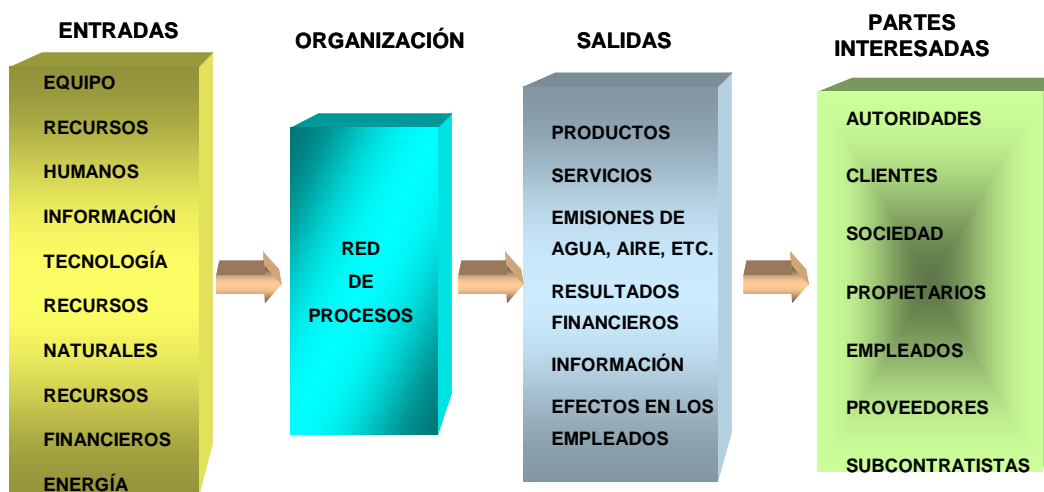 ENTRADAS
EQUIPO
RECURSOS
HUMANOS
INFORMACIÓN
TECNOLOGÍA
RECURSOS
NATURALES
RECURSOS
FINANCIEROS
ENERGÍA
ORGANIZACIÓN
RED
DE
PROCESOS
SALIDAS
PRODUCTOS
SERVICIOS
EMISIONES DE
AGUA, AIRE, ETC.
RESULTADOS
FINANCIEROS
INFORMACIÓN
EFECTOS EN LOS
EMPLEADOS
PARTES
INTERESADAS
AUTORIDADES
CLIENTES
SOCIEDAD
PROPIETARIOS
EMPLEADOS
PROVEEDORES
SUBCONTRATISTAS